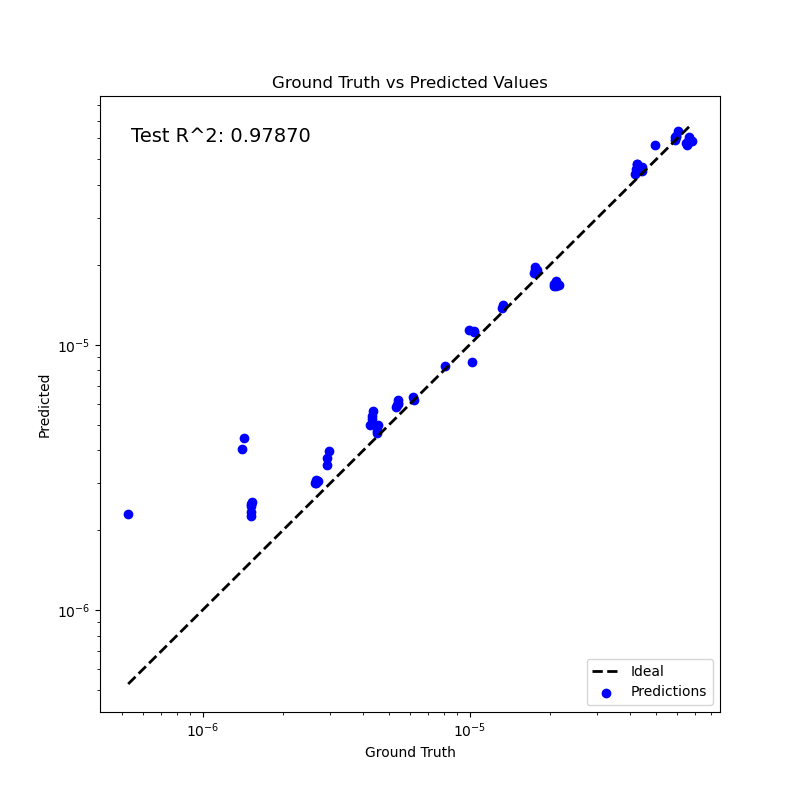 Ground Truth vs Predicted Values
Test R^2: 0.97870
Predicted
10⁻⁵
10⁻⁶
10⁻⁶ 10⁻⁵
Ground Truth
Ideal
Predictions